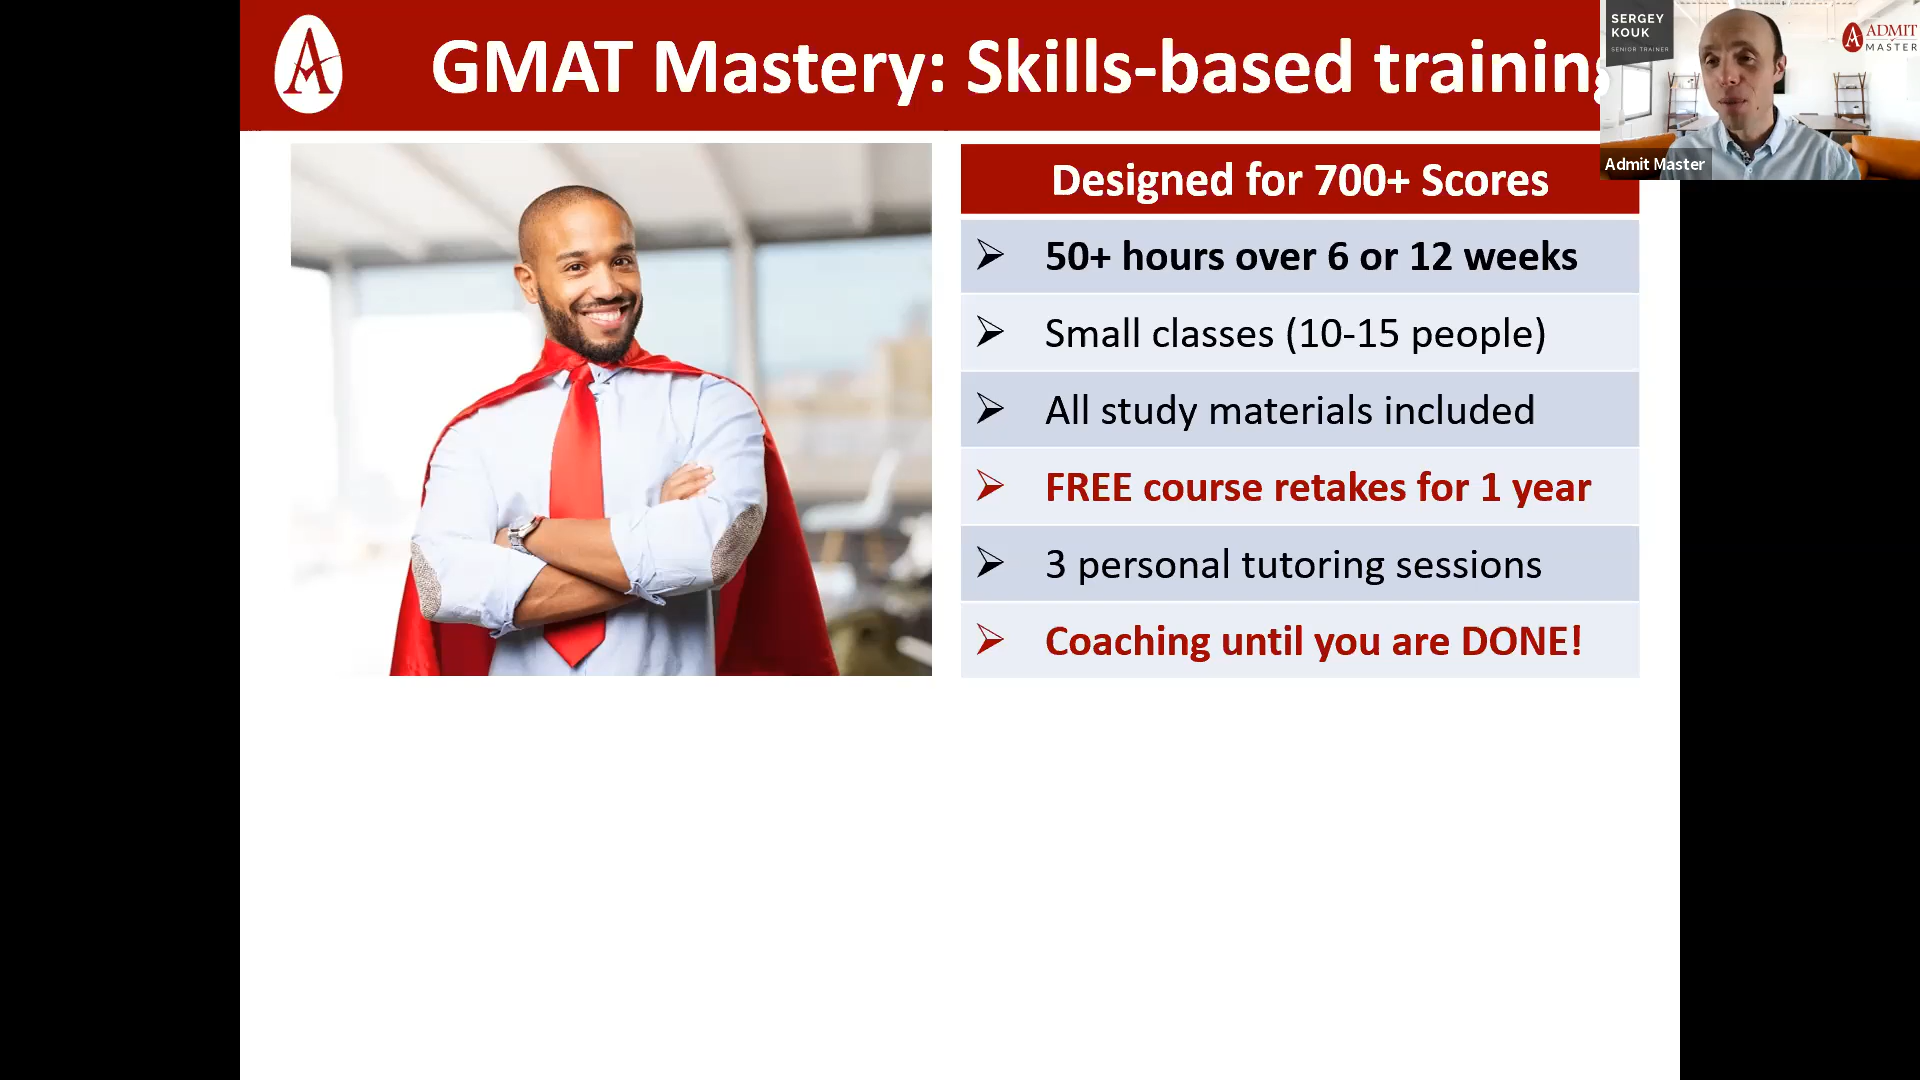 GMAT Mastery: Skills-based training
SERGEY
KOUK
SENIOR TRAINER
ADMIT
MASTER
Admit Master
Designed for 700+ Scores
50+ hours over 6 or 12 weeks
Small classes (10-15 people)
All study materials included
FREE course retakes for 1 year
3 personal tutoring sessions
Coaching until you are DONE!